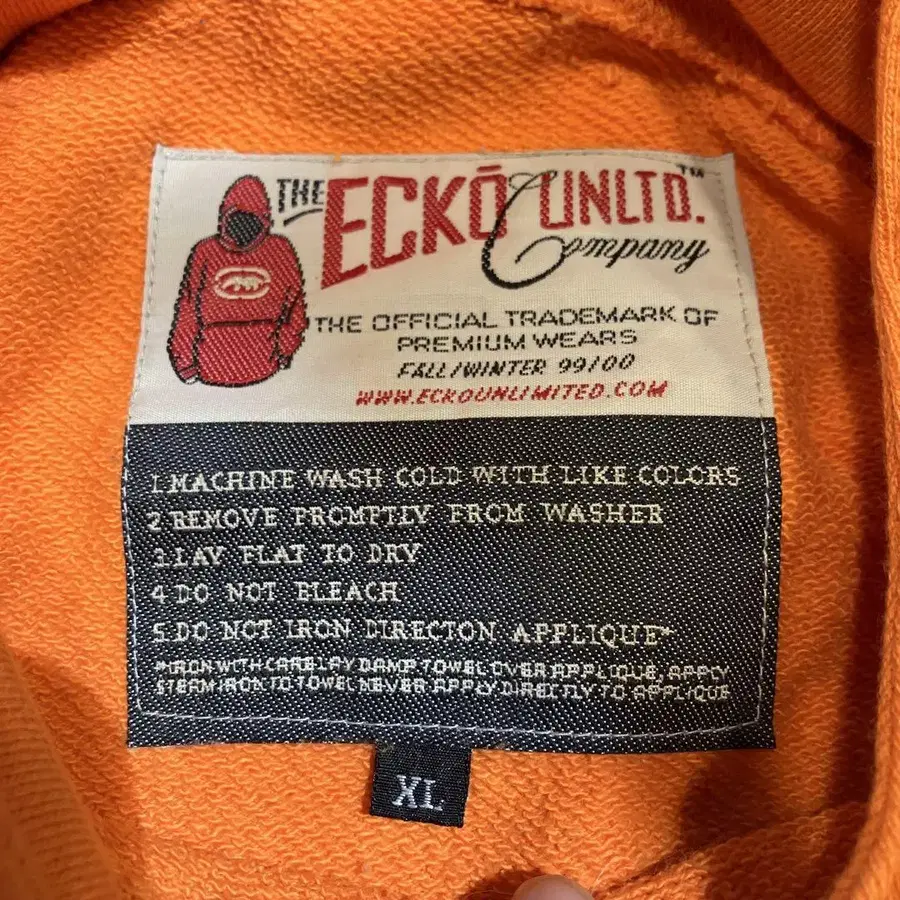 THE ECKŌ UNLTD.™
Company
THE OFFICIAL TRADEMARK OF
PREMIUM WEARS
FALL/WINTER 99/00
WWW.ECKOUNLIMITED.COM
1 MACHINE WASH COLD WITH LIKE COLORS
2 REMOVE PROMPTLY FROM WASHER
3 LAY FLAT TO DRY
4 DO NOT BLEACH
5 DO NOT IRON DIRECTON APPLIQUE*
*IRON WITH CARE LAY DAMP TOWEL OVER APPLIQUE, APPLY
STEAM IRON TO TOWEL NEVER APPLY DIRECTLY TO APPLIQUE
XL